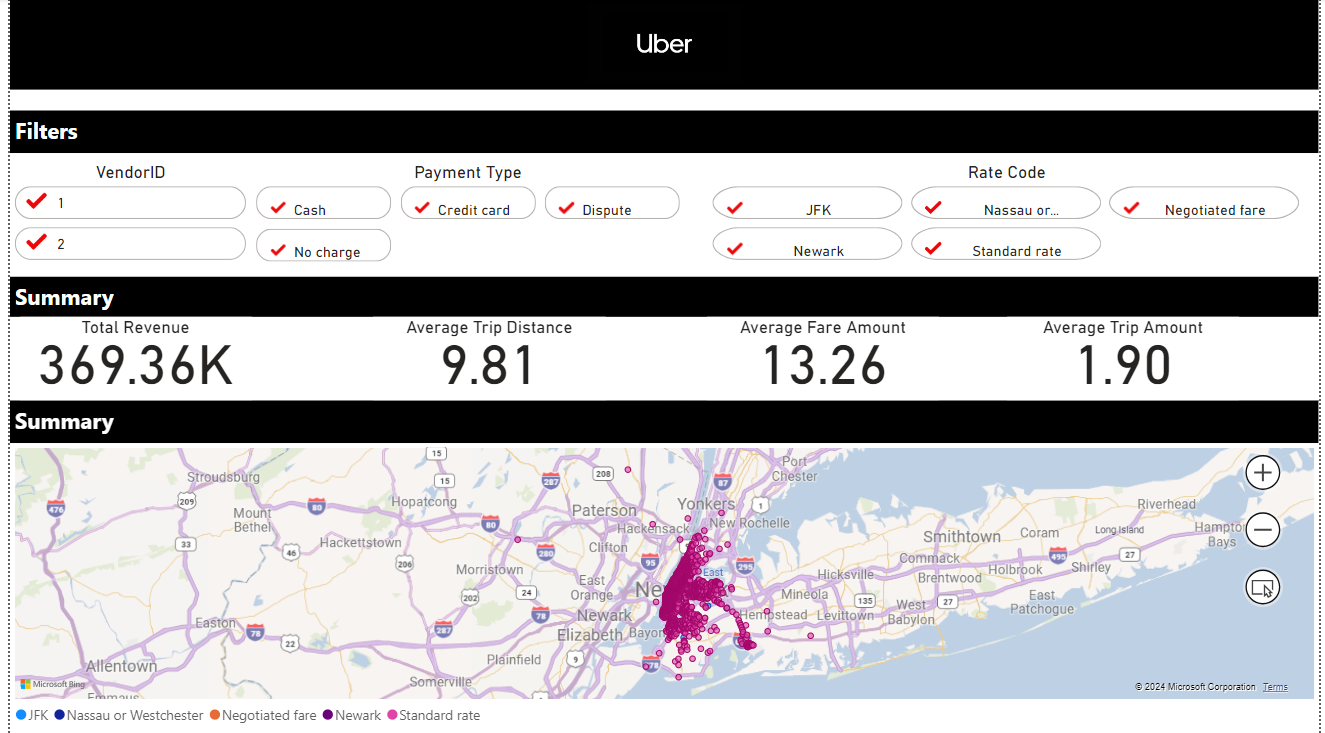 Uber
Filters
VendorID
1
2
Payment Type
Cash
Credit card
Dispute
No charge
Rate Code
JFK
Nassau or...
Negotiated fare
Newark
Standard rate
Summary
Total Revenue
369.36K
Average Trip Distance
9.81
Average Fare Amount
13.26
Average Trip Amount
1.90
Summary
15
208
287
87
Port
Chester
15
Stroudsburg
209
476
80
Hopatcong
Paterson
Yonkers
1
Riverhead
Mount
Bethel
80
Hackensack
New Rochelle
Long Island
Hampton
Bays
33
46
Hackettstown
280
Clifton
Smithtown
Coram
495
27
206
Morristown
95
East
295
Commack
Holbrook
Shirley
Hicksville
Brentwood
202
24
East
Orange
Ne
Mineola
135
West
Babylon
27
East
Patchogue
78
Newark
Hempstead
Levittown
Easton
78
287
22
Elizabeth
Bayon
Allentown
Plainfield
9
Somerville
Emmaus
Microsoft Bing
© 2024 Microsoft Corporation
Terms
JFK
Nassau or Westchester
Negotiated fare
Newark
Standard rate